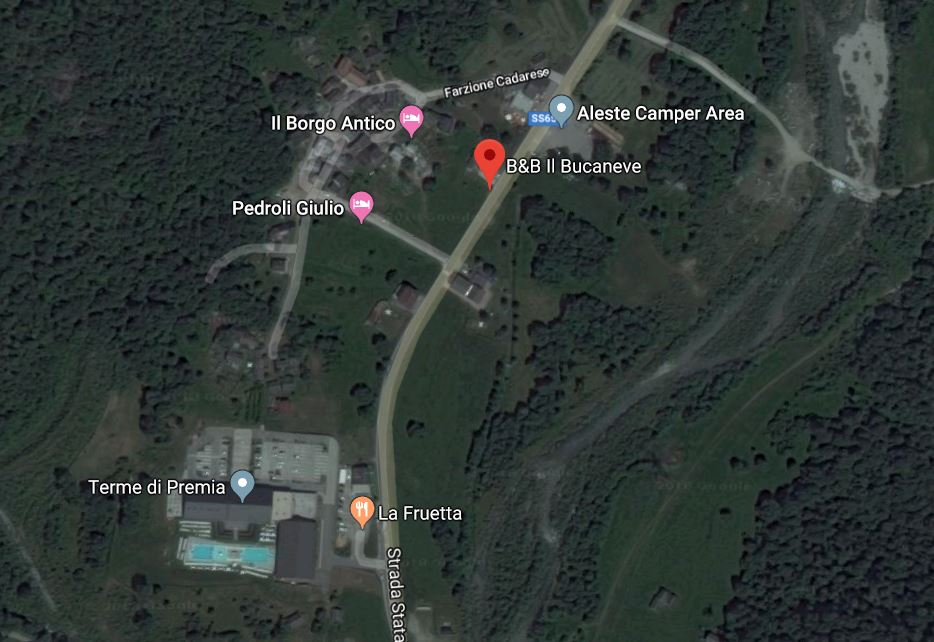 Farzione Cadarese
Il Borgo Antico
SS65
Aleste Camper Area
B&B Il Bucaneve
Pedroli Giulio
Terme di Premia
La Fruetta
Strada Stata